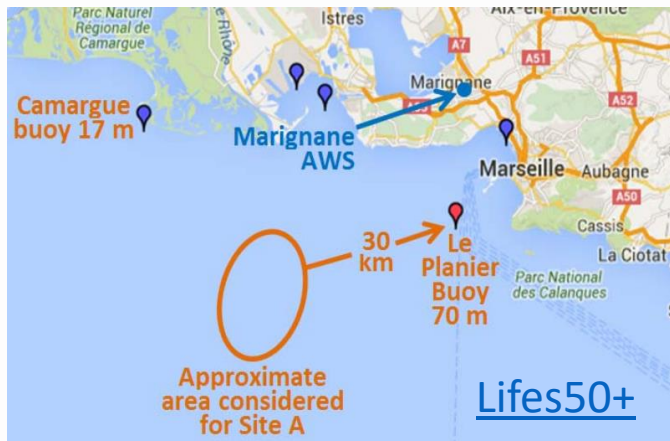 Parc Naturel
Régional de
Camargue
Istres
Rhône
Aix-en-Provence
A7
A51
Marignane
A52
Camargue
buoy 17 m
Marignane
AWS
Marseille
Aubagne
A50
Cassis
La Ciotat
30
km
Le
Planier
Buoy
70 m
Parc National
des Calanques
Approximate
area considered
for Site A
Lifes50+